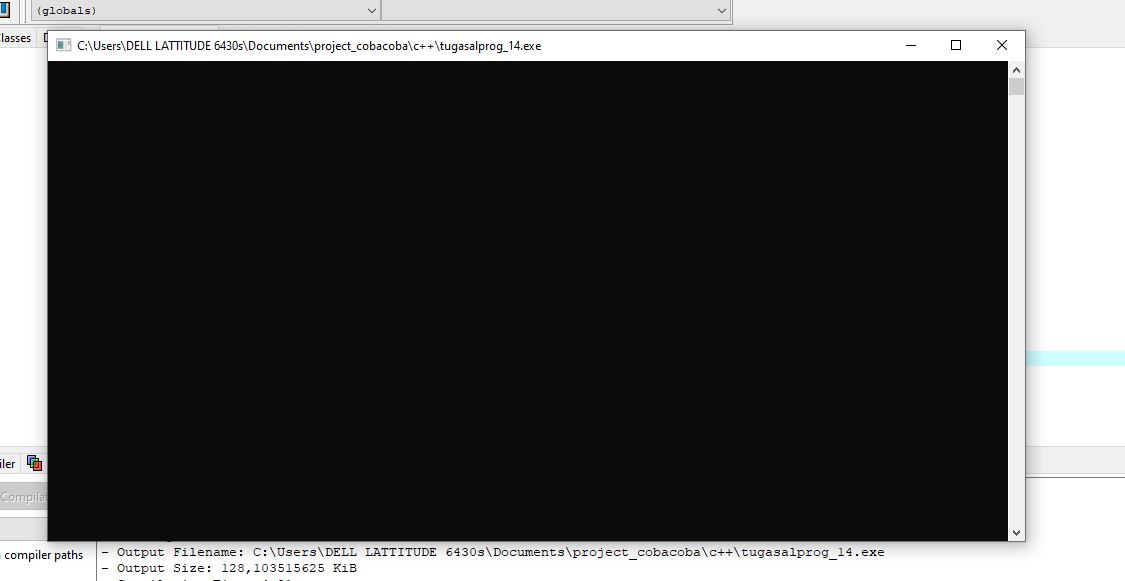 (globals)
lasses
C:\Users\DELL LATTITUDE 6430s\Documents\project_cobacoba\c++\tugasalprog_14.exe
iler
Compilat
compiler paths
- Output Filename: C:\Users\DELL LATTITUDE 6430s\Documents\project_cobacoba\c++\tugasalprog_14.exe
- Output Size: 128,103515625 KiB